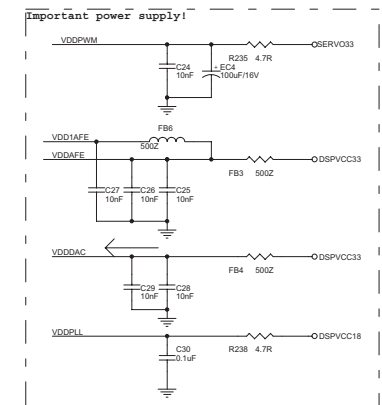 Important power supply!
VDDPWM
SERVO33
R235 4.7R
C24
10nF
+ EC4
100uF/16V
FB6
500Z
VDD1AFE
VDDAFE
DSPVCC33
FB3 500Z
C27
10nF
C26
10nF
C25
10nF
VDDDAC
DSPVCC33
FB4 500Z
C29
10nF
C28
10nF
VDDPLL
DSPVCC18
R238 4.7R
C30
0.1uF